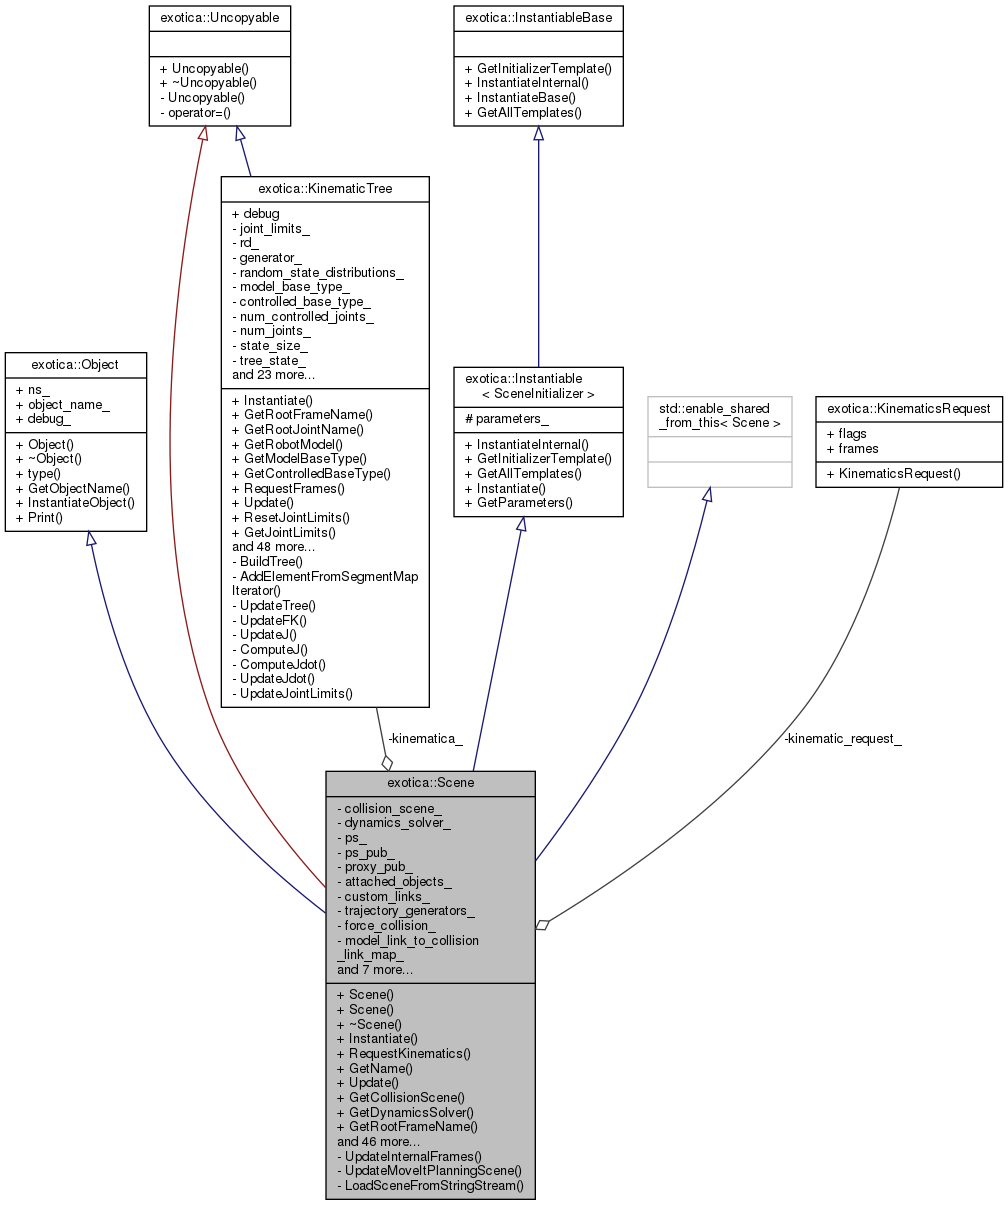 exotica::Uncopyable
+ Uncopyable()
+ ~Uncopyable()
- Uncopyable()
- operator=()
exotica::InstantiableBase
+ GetInitializerTemplate()
+ InstantiateInternal()
+ InstantiateBase()
+ GetAllTemplates()
exotica::KinematicTree
+ debug
- joint_limits_
- rd_
- generator_
- random_state_distributions_
- model_base_type_
- controlled_base_type_
- num_controlled_joints_
- num_joints_
- state_size_
- tree_state_
and 23 more...
+ Instantiate()
+ GetRootFrameName()
+ GetRootJointName()
+ GetRobotModel()
+ GetModelBaseType()
+ GetControlledBaseType()
+ RequestFrames()
+ Update()
+ ResetJointLimits()
+ GetJointLimits()
and 48 more...
- BuildTree()
- AddElementFromSegmentMap
Iterator()
- UpdateTree()
- UpdateFK()
- UpdateJ()
- ComputeJ()
- ComputeJdot()
- UpdateJdot()
- UpdateJointLimits()
exotica::Object
+ ns_
+ object_name_
+ debug_
+ Object()
+ ~Object()
+ type()
+ GetObjectName()
+ InstantiateObject()
+ Print()
exotica::Instantiable
< SceneInitializer >
# parameters_
+ InstantiateInternal()
+ GetInitializerTemplate()
+ GetAllTemplates()
+ Instantiate()
+ GetParameters()
std::enable_shared
_from_this< Scene >
exotica::KinematicsRequest
+ flags
+ frames
+ KinematicsRequest()
-kinematica_
-kinematic_request_
exotica::Scene
- collision_scene_
- dynamics_solver_
- ps_
- ps_pub_
- proxy_pub_
- attached_objects_
- custom_links_
- trajectory_generators_
- force_collision_
- model_link_to_collision
_link_map_
and 7 more...
+ Scene()
+ Scene()
+ ~Scene()
+ Instantiate()
+ RequestKinematics()
+ GetName()
+ Update()
+ GetCollisionScene()
+ GetDynamicsSolver()
+ GetRootFrameName()
and 46 more...
- UpdateInternalFrames()
- UpdateMoveItPlanningScene()
- LoadSceneFromStringStream()